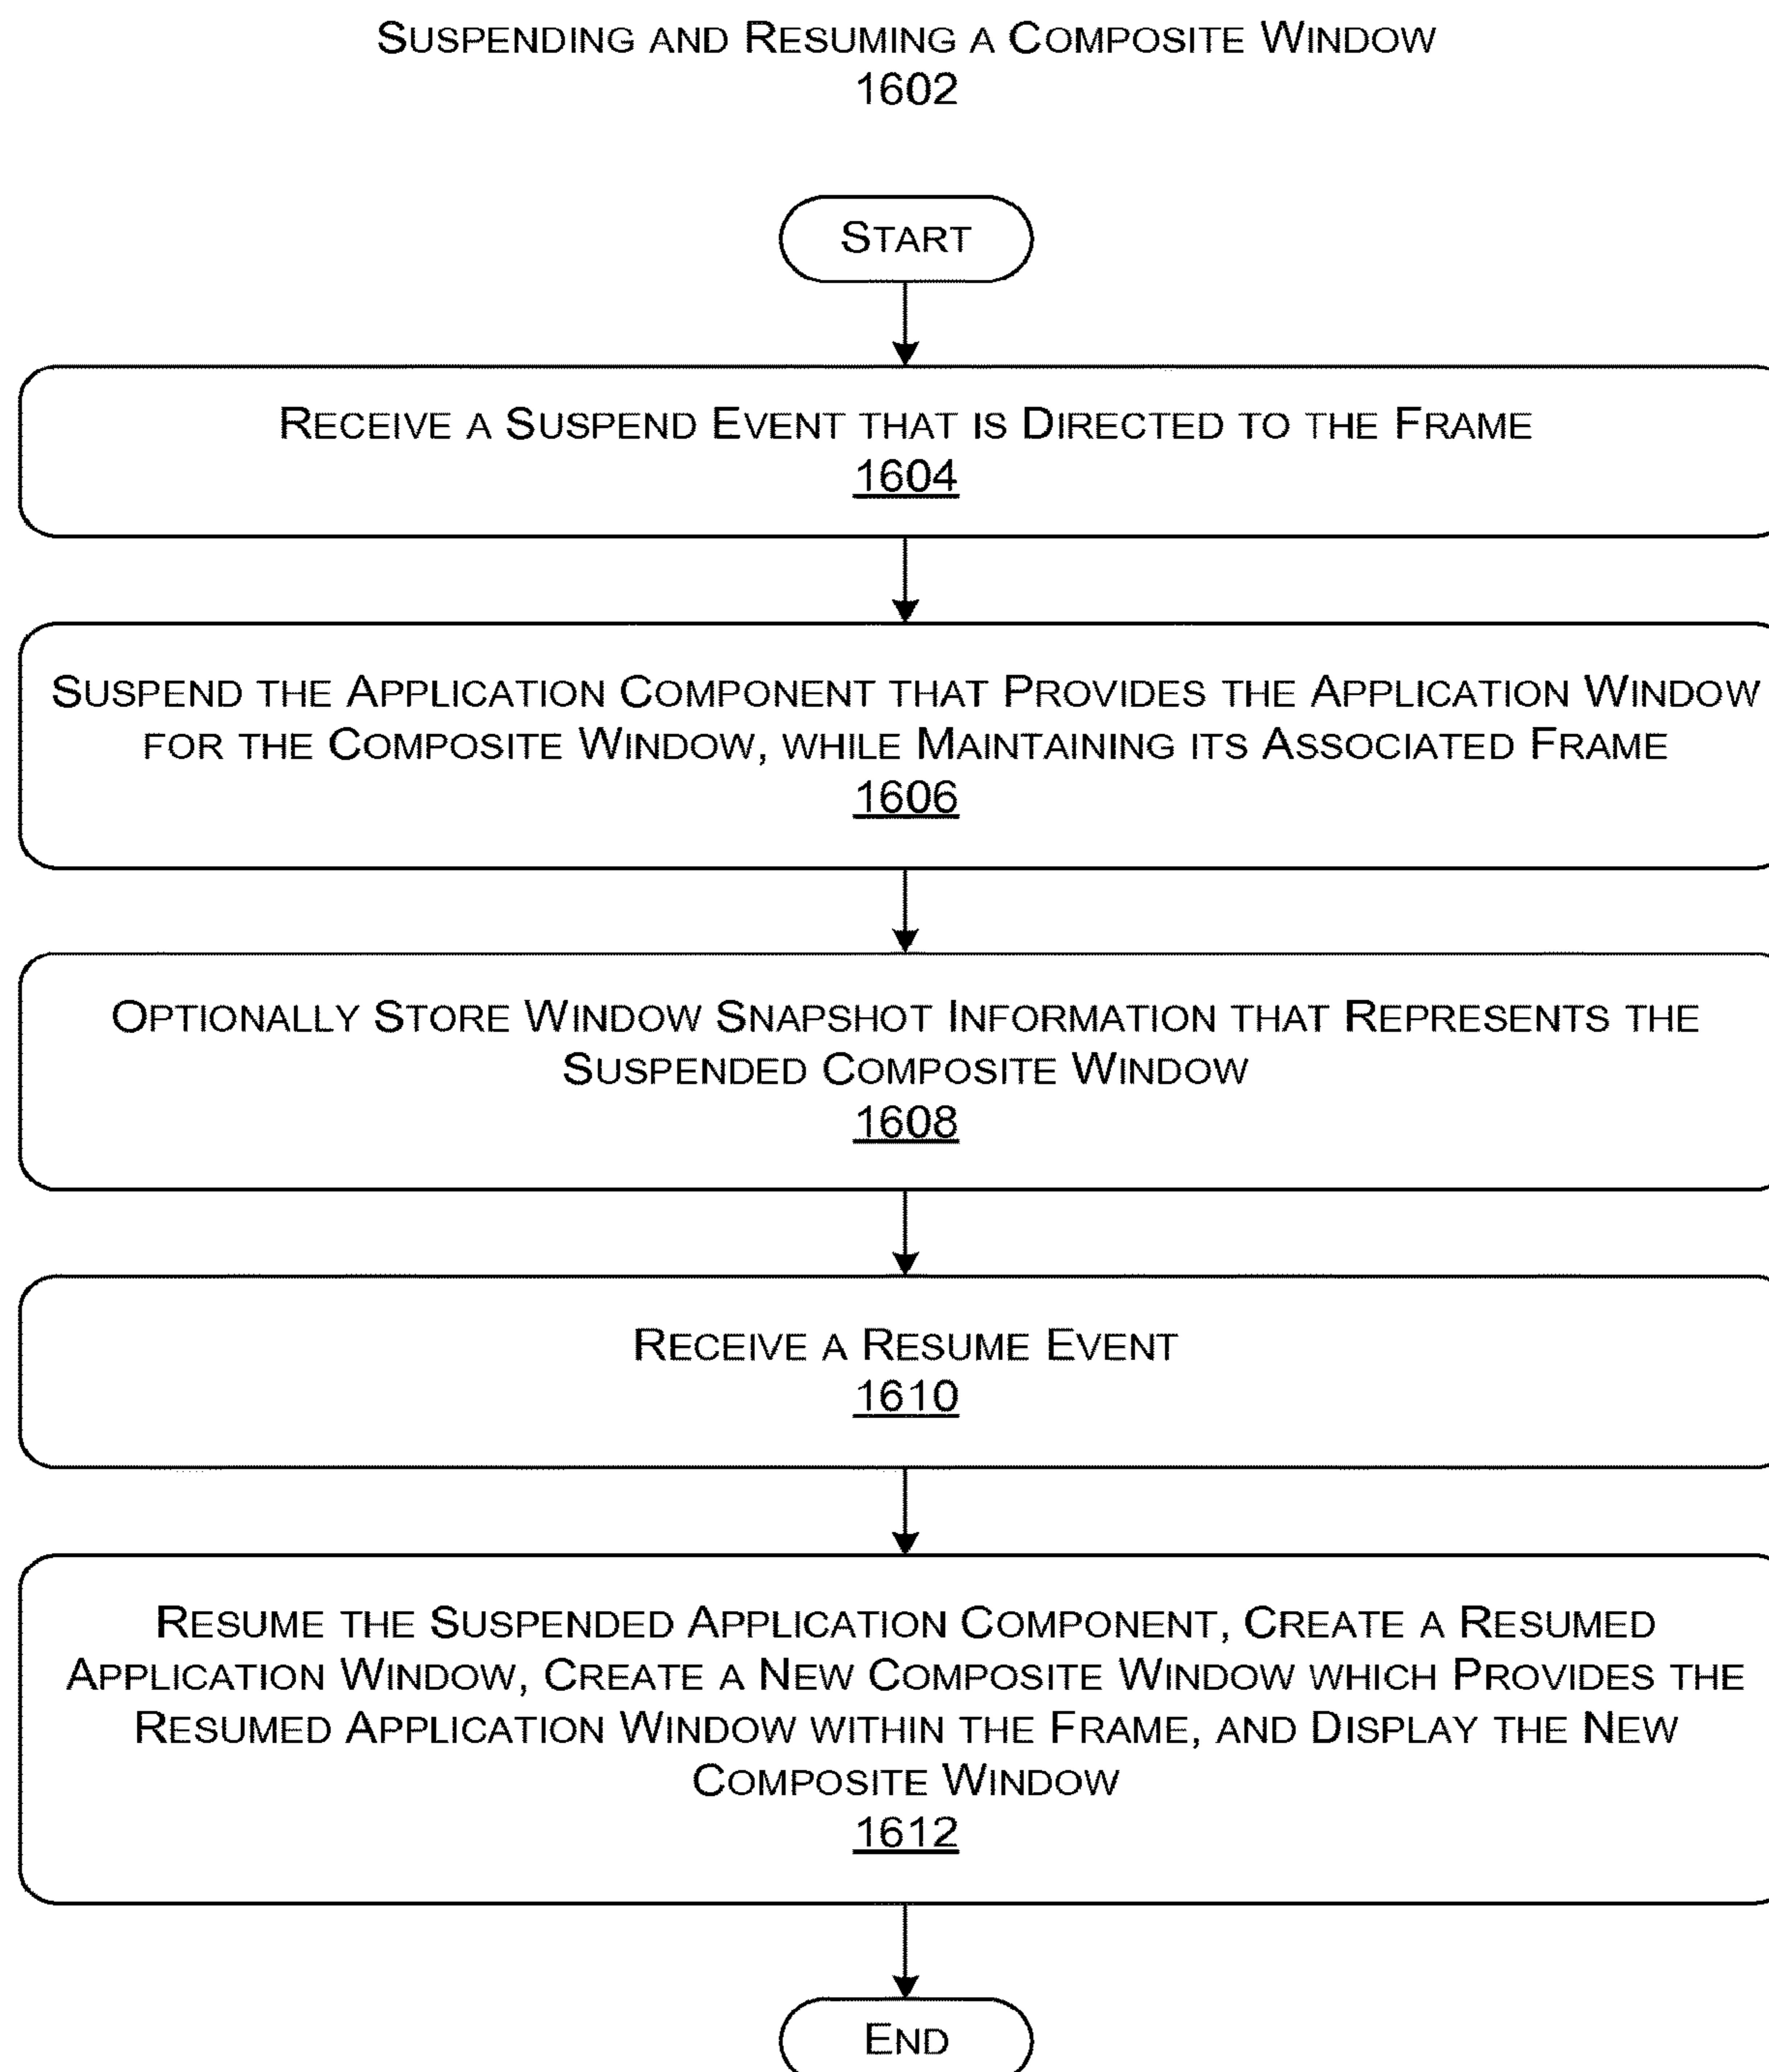 SUSPENDING AND RESUMING A COMPOSITE WINDOW
1602
START
RECEIVE A SUSPEND EVENT THAT IS DIRECTED TO THE FRAME
1604
SUSPEND THE APPLICATION COMPONENT THAT PROVIDES THE APPLICATION WINDOW
FOR THE COMPOSITE WINDOW, WHILE MAINTAINING ITS ASSOCIATED FRAME
1606
OPTIONALLY STORE WINDOW SNAPSHOT INFORMATION THAT REPRESENTS THE
SUSPENDED COMPOSITE WINDOW
1608
RECEIVE A RESUME EVENT
1610
RESUME THE SUSPENDED APPLICATION COMPONENT, CREATE A RESUMED
APPLICATION WINDOW, CREATE A NEW COMPOSITE WINDOW WHICH PROVIDES THE
RESUMED APPLICATION WINDOW WITHIN THE FRAME, AND DISPLAY THE NEW
COMPOSITE WINDOW
1612
END